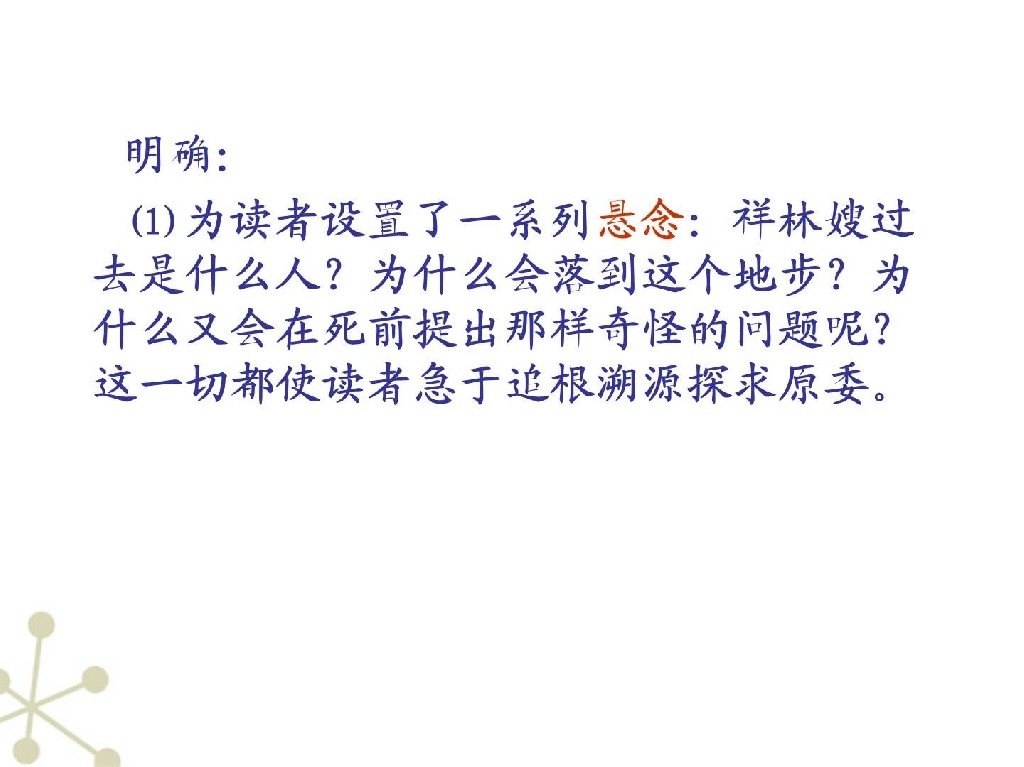 明确：
⑴为读者设置了一系列悬念：祥林嫂过
去是什么人？为什么会落到这个地步？为
什么又会在死前提出那样奇怪的问题呢？
这一切都使读者急于追根溯源探求原委。